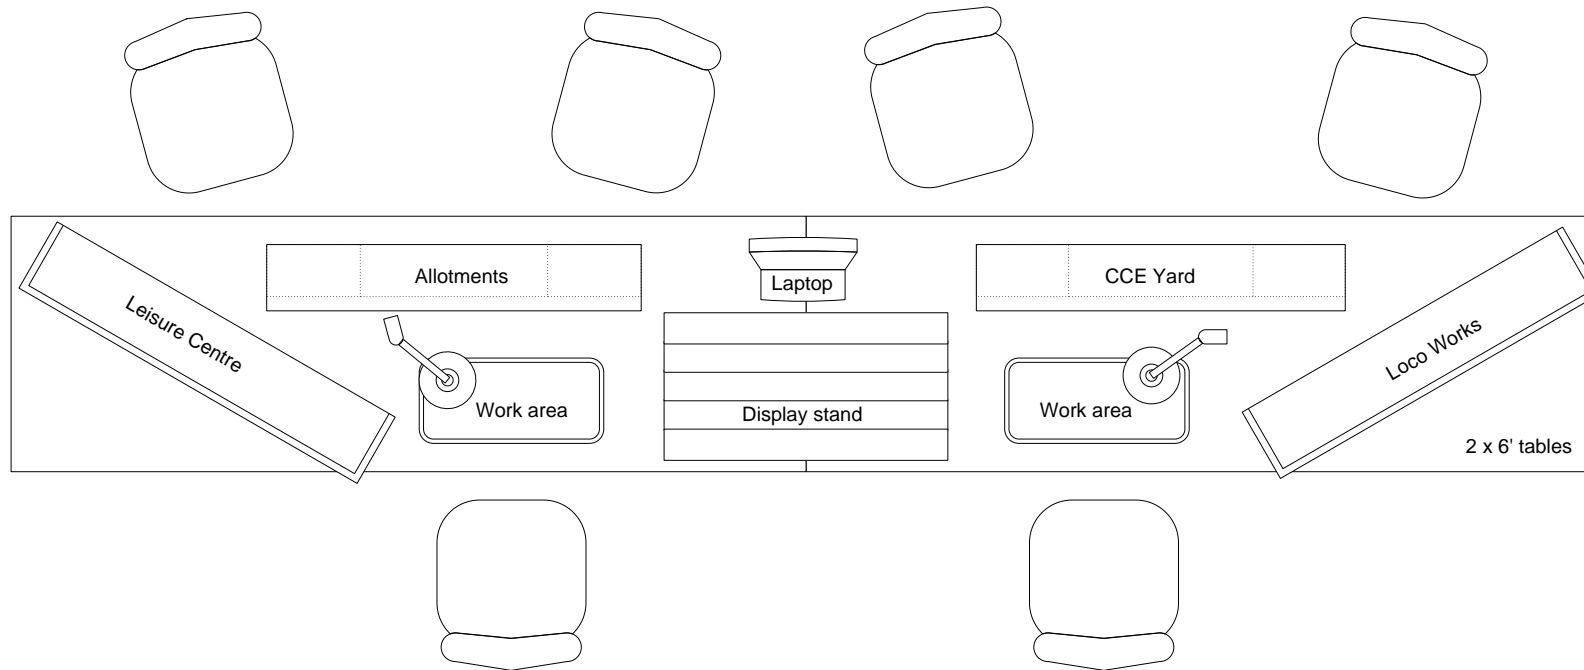 Allotments
Laptop
CCE Yard
Leisure Centre
Loco Works
Work area
Display stand
Work area
2 x 6' tables